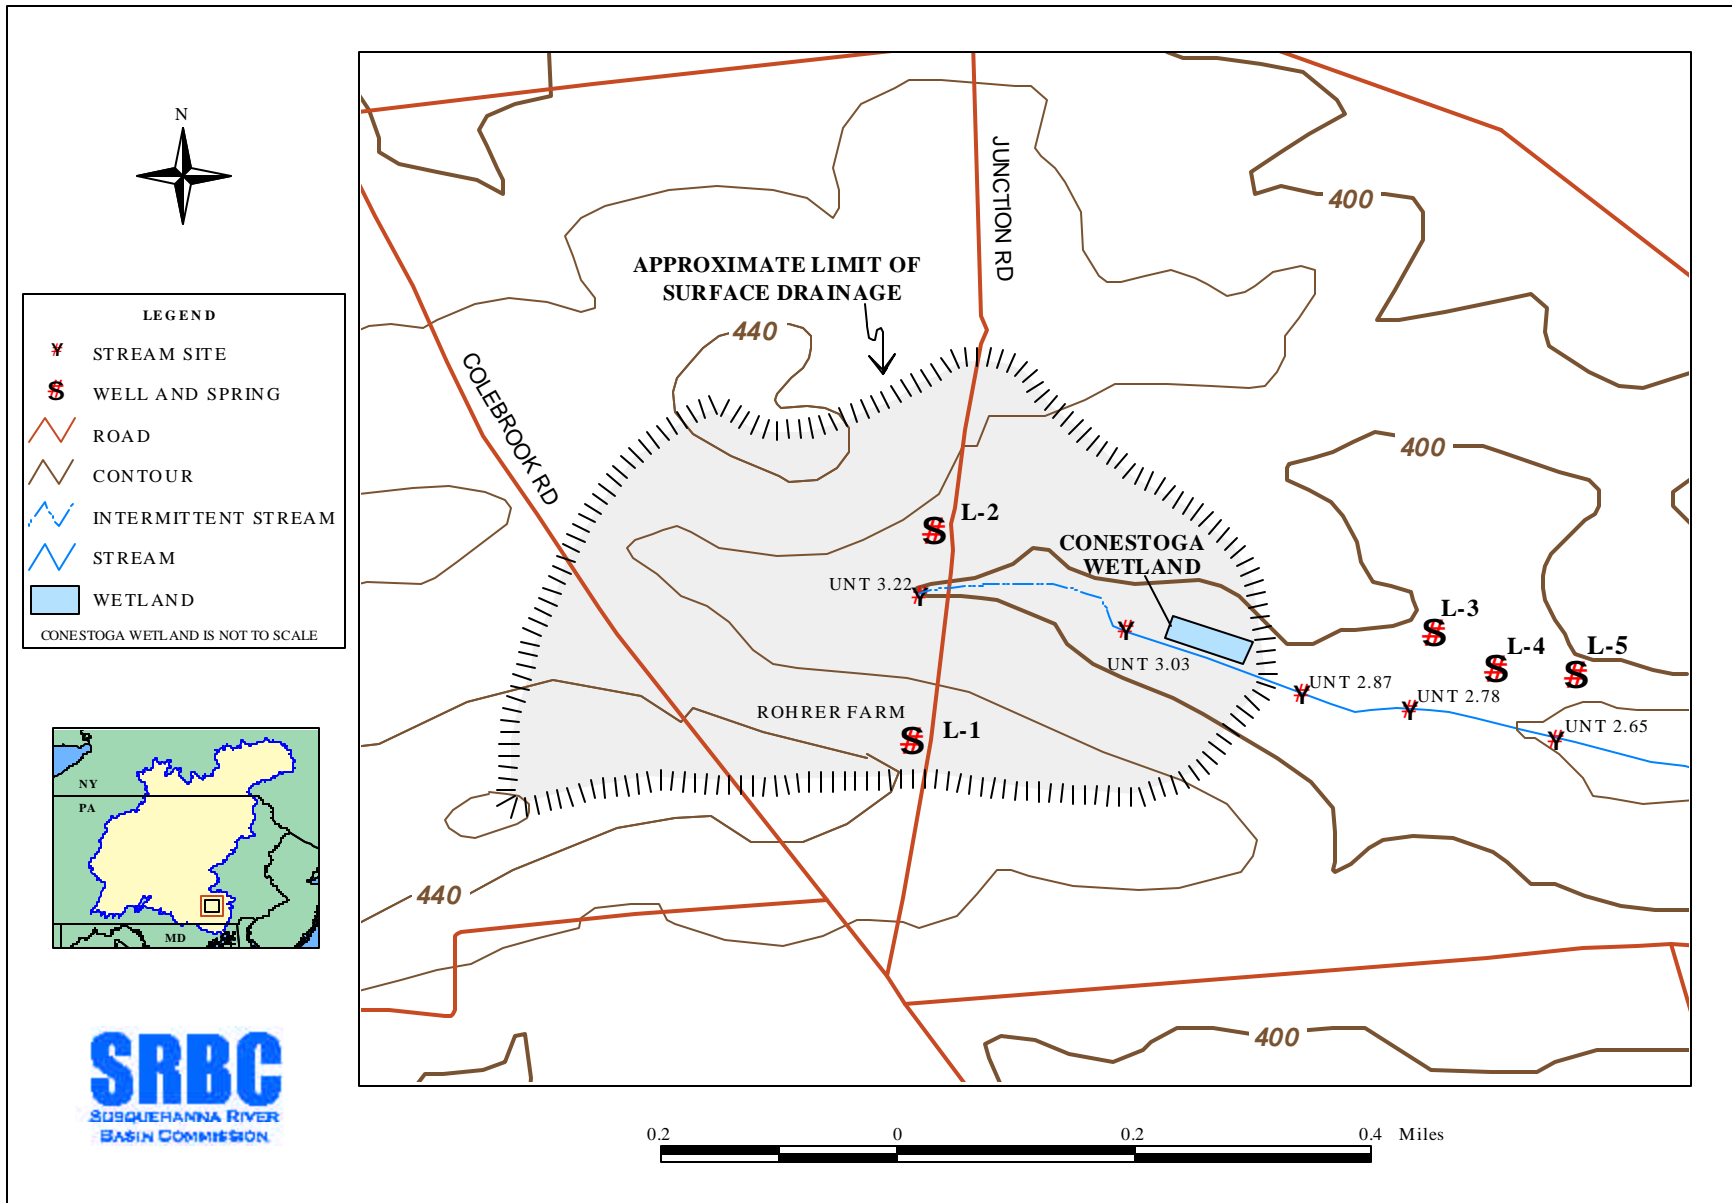 N
LEGEND
STREAM SITE
WELL AND SPRING
ROAD
CONTOUR
INTERMITTENT STREAM
STREAM
WETLAND
CONESTOGA WETLAND IS NOT TO SCALE
NY
PA
MD
SRBC
SUSQUEHANNA RIVER
BASIN COMMISSION
JUNCTION RD
400
APPROXIMATE LIMIT OF
SURFACE DRAINAGE
440
COLEBROOK RD
400
L-2
CONESTOGA
WETLAND
UNT 3.22
L-3
UNT 3.03
L-4
L-5
UNT 2.87
UNT 2.78
UNT 2.65
ROHRER FARM
L-1
440
400
0.2 0 0.2 0.4 Miles